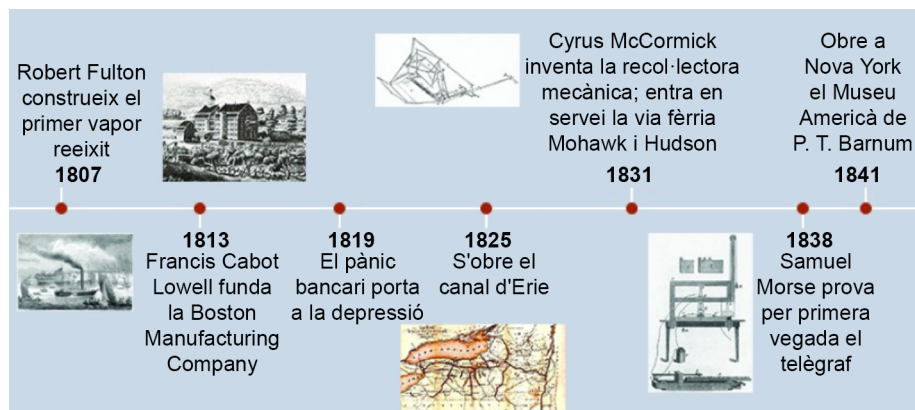 Robert Fulton
construeix el
primer vapor
reeixit
1807
1813
Francis Cabot
Lowell funda
la Boston
Manufacturing
Company
1819
El pànic
bancari porta
a la depressió
1825
S'obre el
canal d'Erie
Cyrus McCormick
inventa la recol·lectora
mecànica; entra en
servei la via fèrria
Mohawk i Hudson
1831
1838
Samuel
Morse prova
per primera
vegada el
telègraf
Obre a
Nova York
el Museu
Americà de
P. T. Barnum
1841